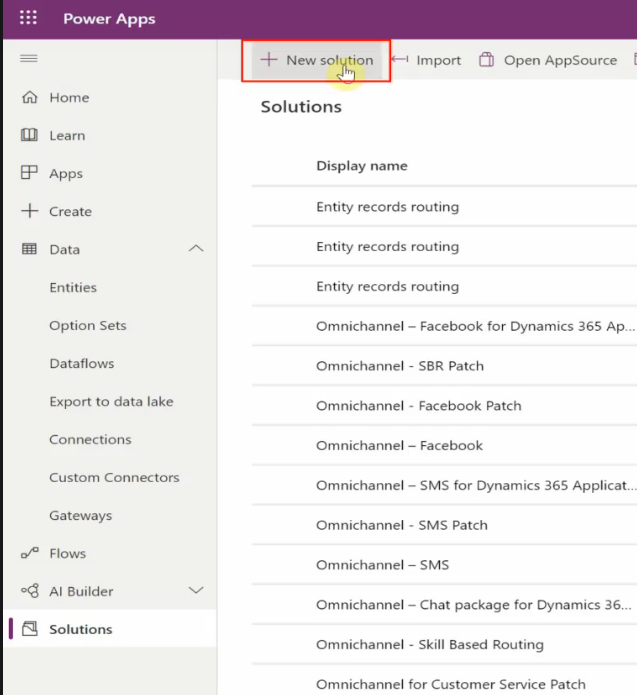 Power Apps
New solution
Import
Open AppSource
Home
Learn
Apps
Create
Data
Entities
Option Sets
Dataflows
Export to data lake
Connections
Custom Connectors
Gateways
Flows
AI Builder
Solutions
Solutions
Display name
Entity records routing
Entity records routing
Entity records routing
Omnichannel – Facebook for Dynamics 365 Ap...
Omnichannel - SBR Patch
Omnichannel - Facebook Patch
Omnichannel – Facebook
Omnichannel – SMS for Dynamics 365 Applicat...
Omnichannel - SMS Patch
Omnichannel – SMS
Omnichannel – Chat package for Dynamics 36...
Omnichannel - Skill Based Routing
Omnichannel for Customer Service Patch